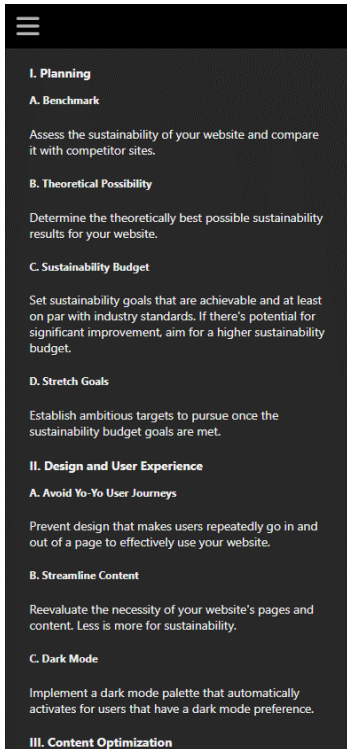 I. Planning
A. Benchmark
Assess the sustainability of your website and compare
it with competitor sites.
B. Theoretical Possibility
Determine the theoretically best possible sustainability
results for your website.
C. Sustainability Budget
Set sustainability goals that are achievable and at least
on par with industry standards. If there's potential for
significant improvement, aim for a higher sustainability
budget.
D. Stretch Goals
Establish ambitious targets to pursue once the
sustainability budget goals are met.
II. Design and User Experience
A. Avoid Yo-Yo User Journeys
Prevent design that makes users repeatedly go in and
out of a page to effectively use your website.
B. Streamline Content
Reevaluate the necessity of your website's pages and
content. Less is more for sustainability.
C. Dark Mode
Implement a dark mode palette that automatically
activates for users that have a dark mode preference.
III. Content Optimization